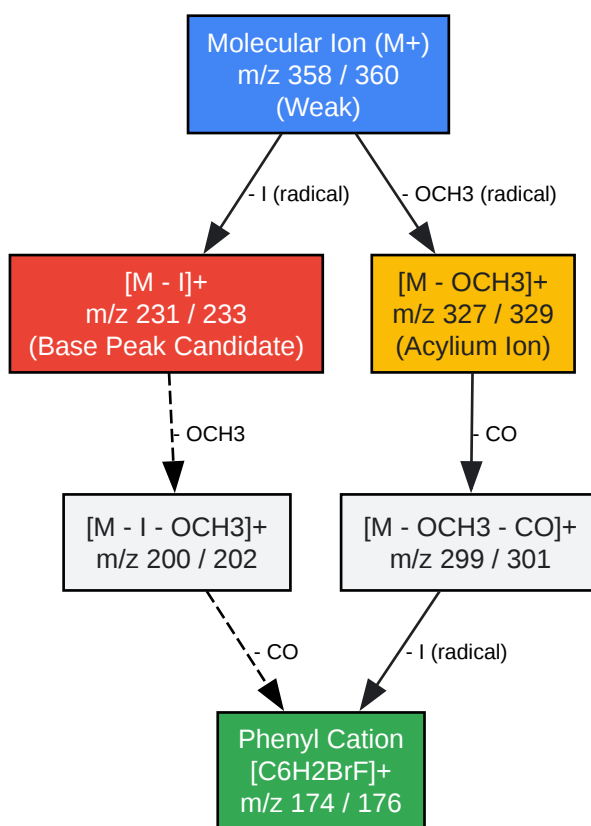 Molecular Ion (M+)
m/z 358 / 360
(Weak)
- I (radical)
- OCH3 (radical)
[M - I]+
m/z 231 / 233
(Base Peak Candidate)
[M - OCH3]+
m/z 327 / 329
(Acylium Ion)
- OCH3
- CO
[M - I - OCH3]+
m/z 200 / 202
[M - OCH3 - CO]+
m/z 299 / 301
- CO
- I (radical)
Phenyl Cation
[C6H2BrF]+
m/z 174 / 176